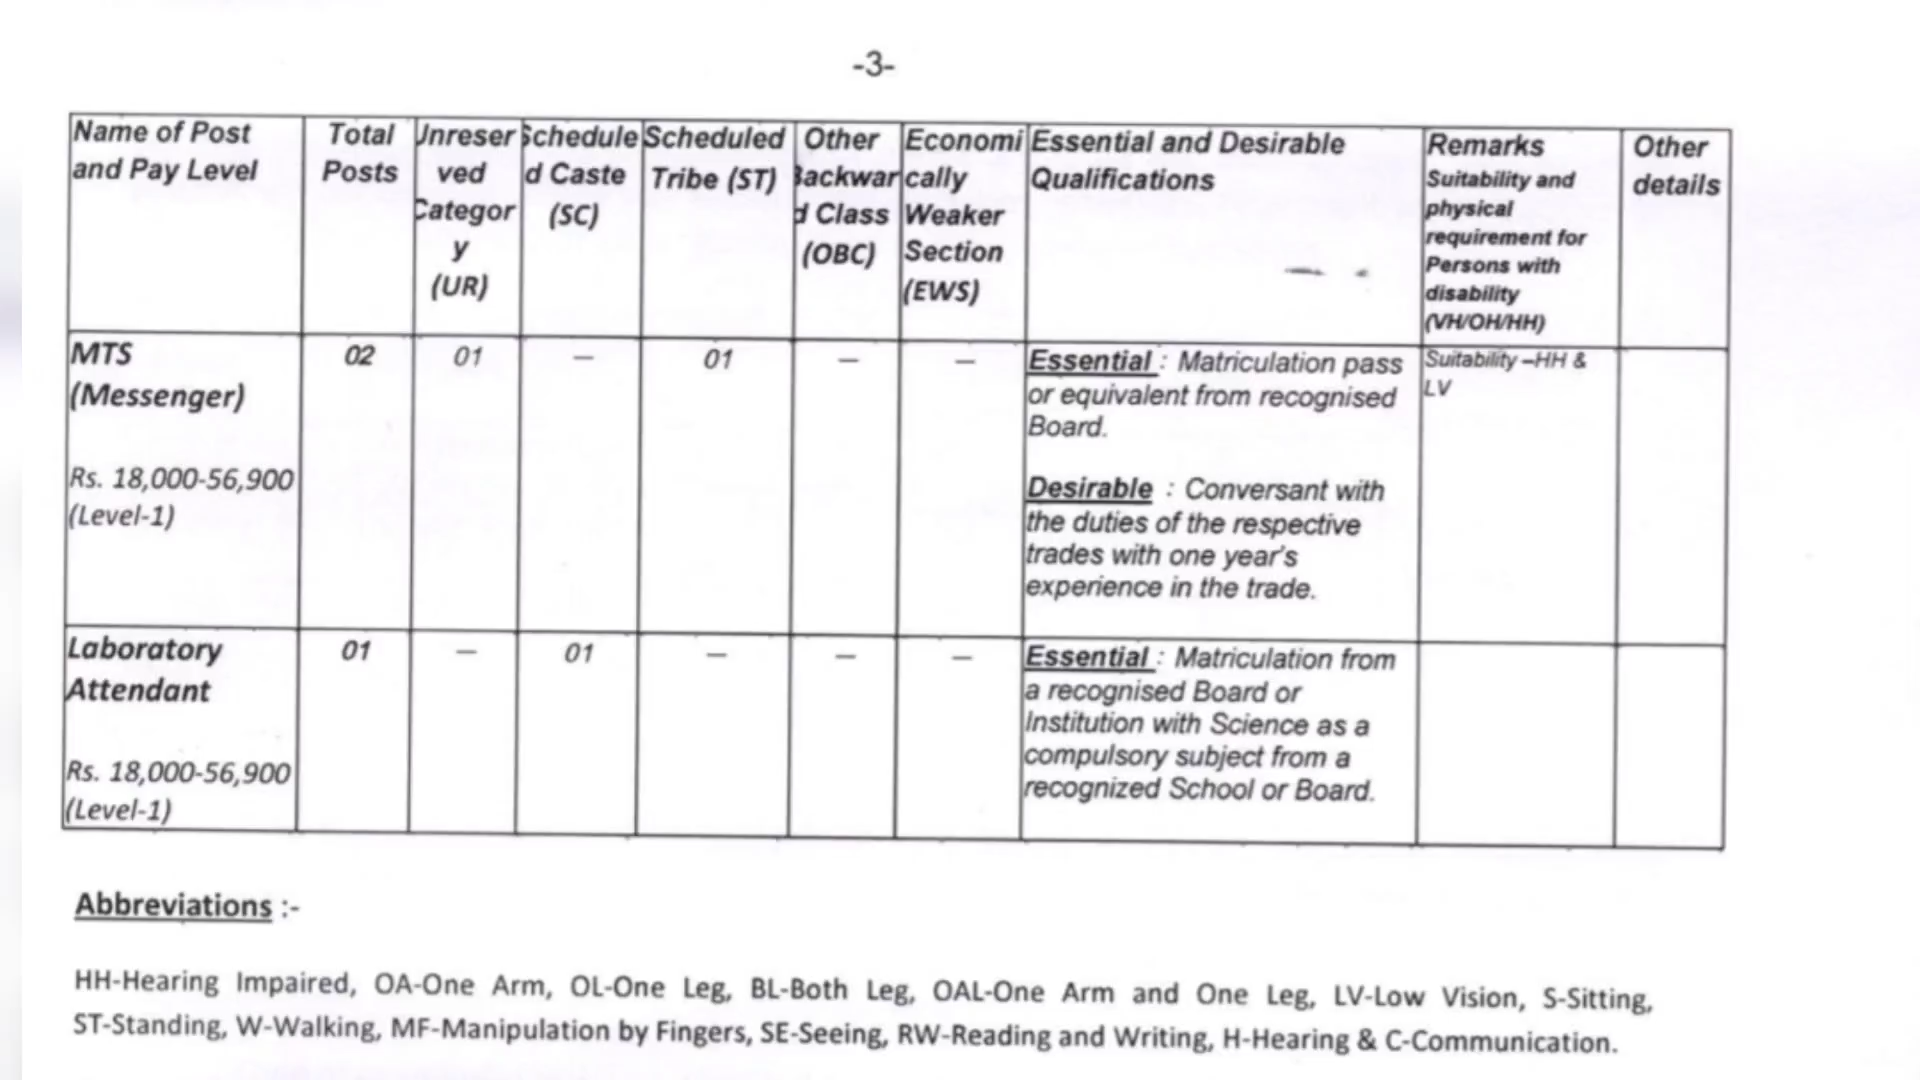 -3-
Name of Post
and Pay Level
Total
Posts
Unreser
ved
Categor
y
(UR)
Schedule
d Caste
(SC)
Scheduled
Tribe (ST)
Other
Backwar
d Class
(OBC)
Economi
cally
Weaker
Section
(EWS)
Essential and Desirable
Qualifications
Remarks
Suitability and
physical
requirement for
Persons with
disability
(VH/OH/HH)
Other
details
MTS
(Messenger)
Rs. 18,000-56,900
(Level-1)
02
01
—
01
—
—
Essential : Matriculation pass
or equivalent from recognised
Board.
Desirable : Conversant with
the duties of the respective
trades with one year's
experience in the trade.
Suitability –HH &
LV
Laboratory
Attendant
Rs. 18,000-56,900
(Level-1)
01
—
01
—
—
—
Essential : Matriculation from
a recognised Board or
Institution with Science as a
compulsory subject from a
recognized School or Board.
Abbreviations :-
HH-Hearing Impaired, OA-One Arm, OL-One Leg, BL-Both Leg, OAL-One Arm and One Leg, LV-Low Vision, S-Sitting,
ST-Standing, W-Walking, MF-Manipulation by Fingers, SE-Seeing, RW-Reading and Writing, H-Hearing & C-Communication.